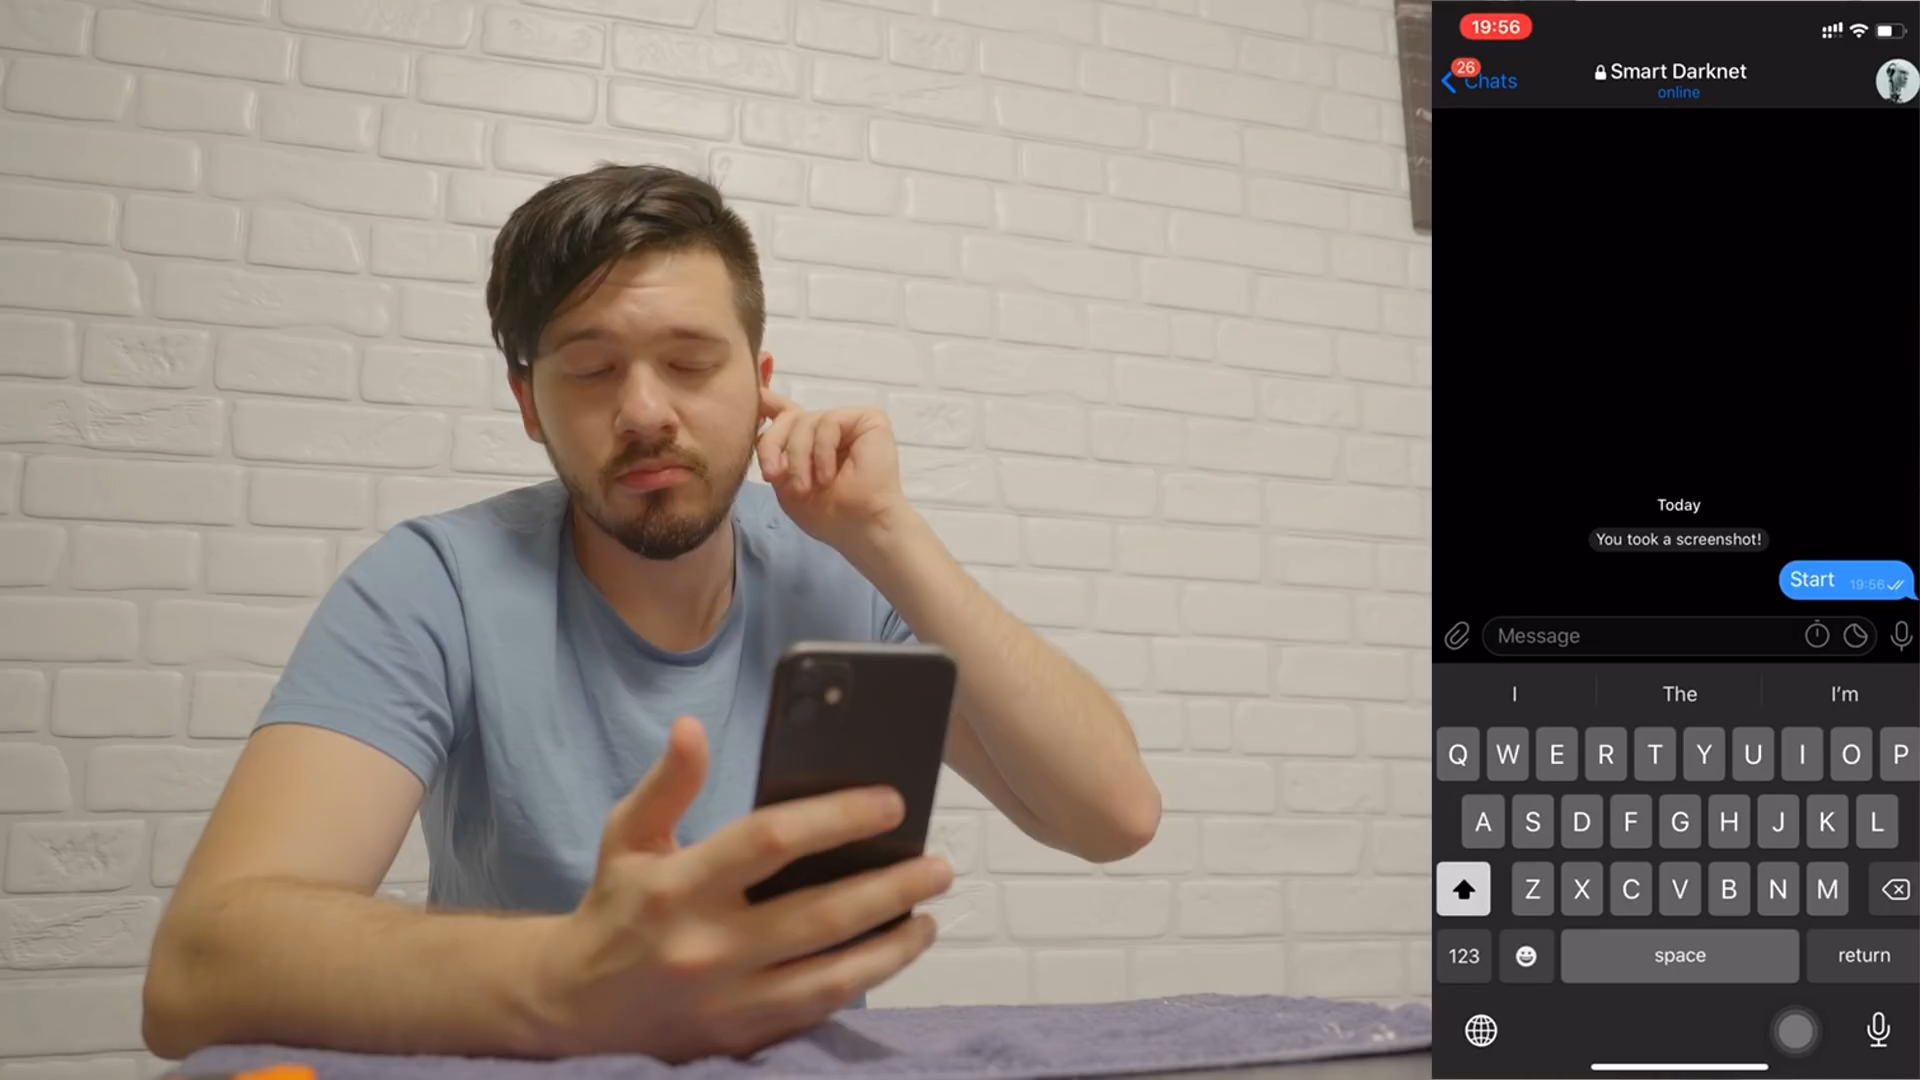 19:56
26
Chats
Smart Darknet
online
Today
You took a screenshot!
Start 19:56
Message
I The I'm
Q W E R T Y U I O P
A S D F G H J K L
Z X C V B N M
123 space return